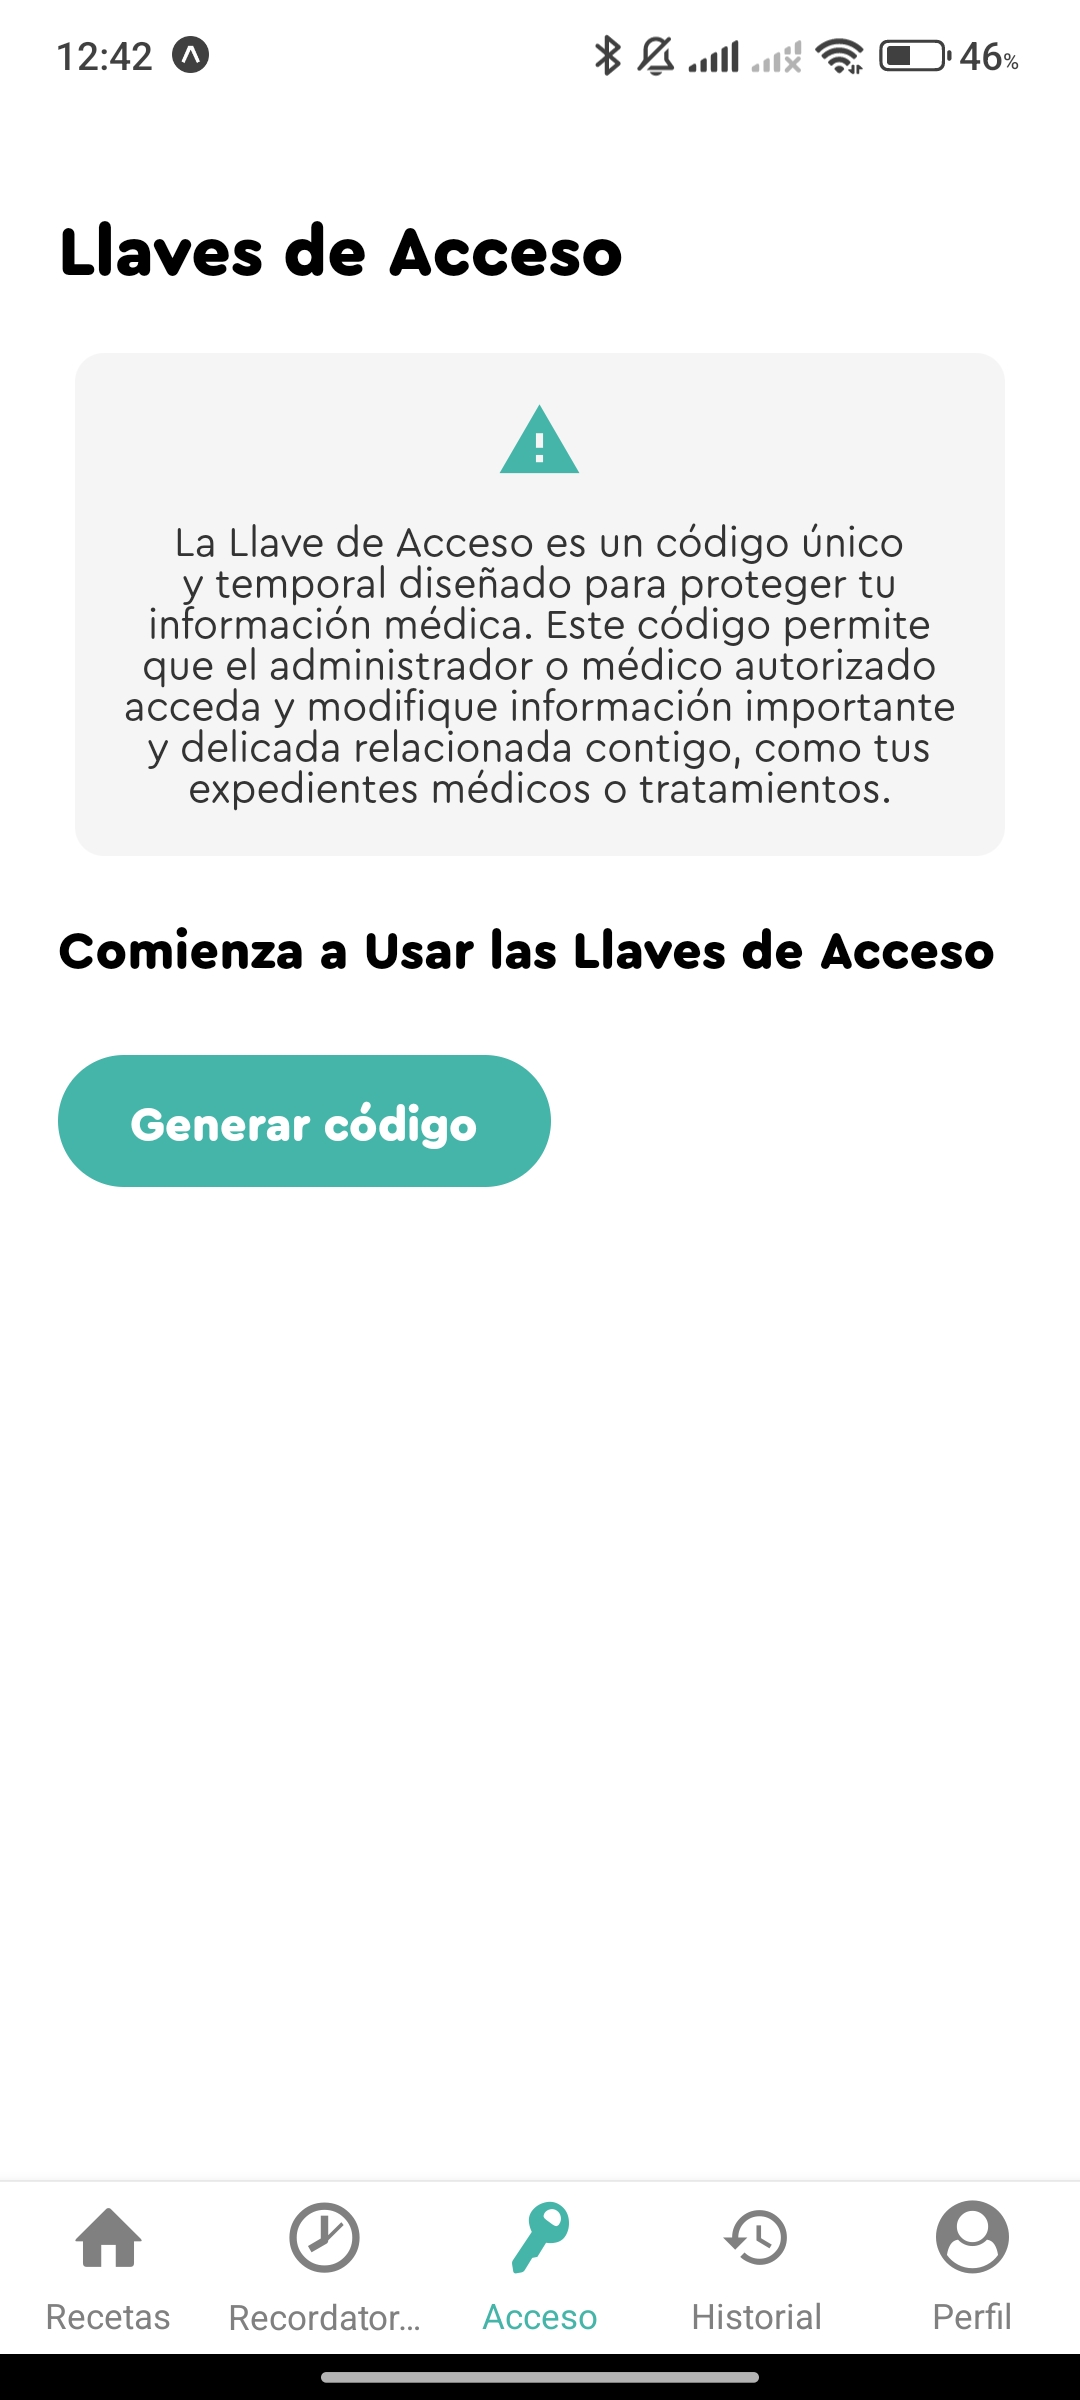 12:42
46%
Llaves de Acceso
La Llave de Acceso es un código único
y temporal diseñado para proteger tu
información médica. Este código permite
que el administrador o médico autorizado
acceda y modifique información importante
y delicada relacionada contigo, como tus
expedientes médicos o tratamientos.
Comienza a Usar las Llaves de Acceso
Generar código
Recetas
Recordator...
Acceso
Historial
Perfil